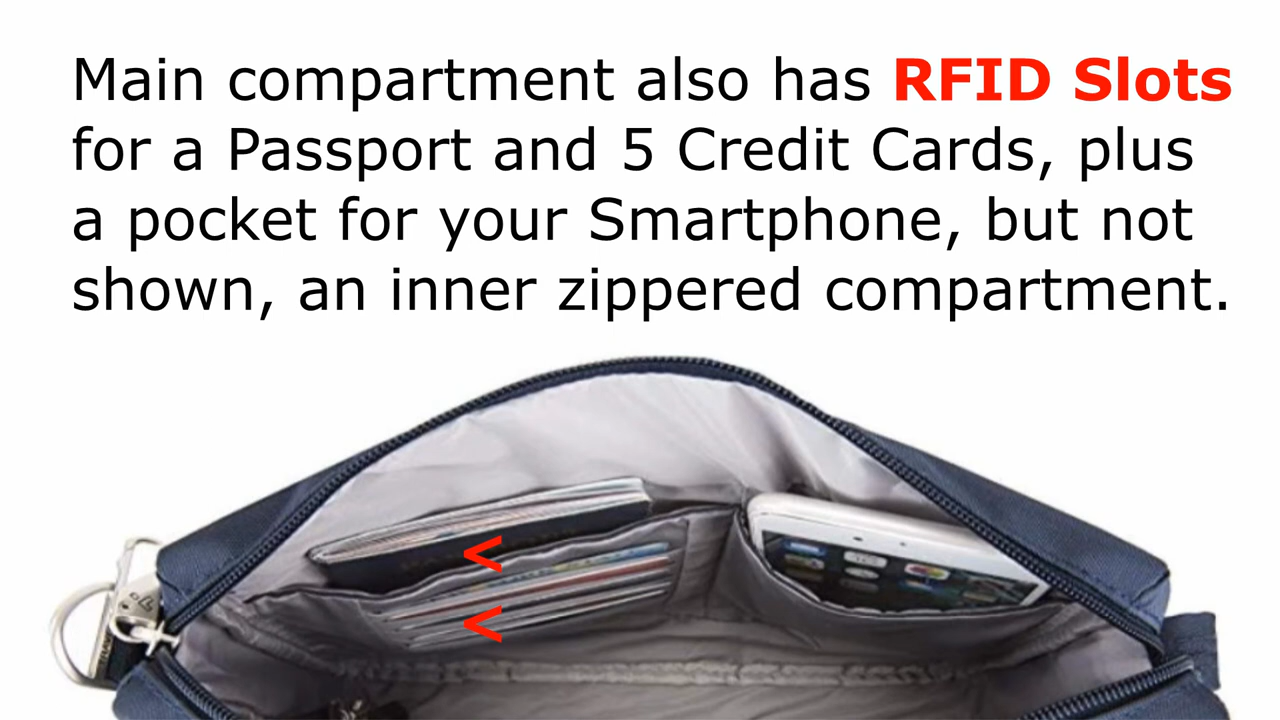 Main compartment also has RFID Slots
for a Passport and 5 Credit Cards, plus
a pocket for your Smartphone, but not
shown, an inner zippered compartment.
<
<